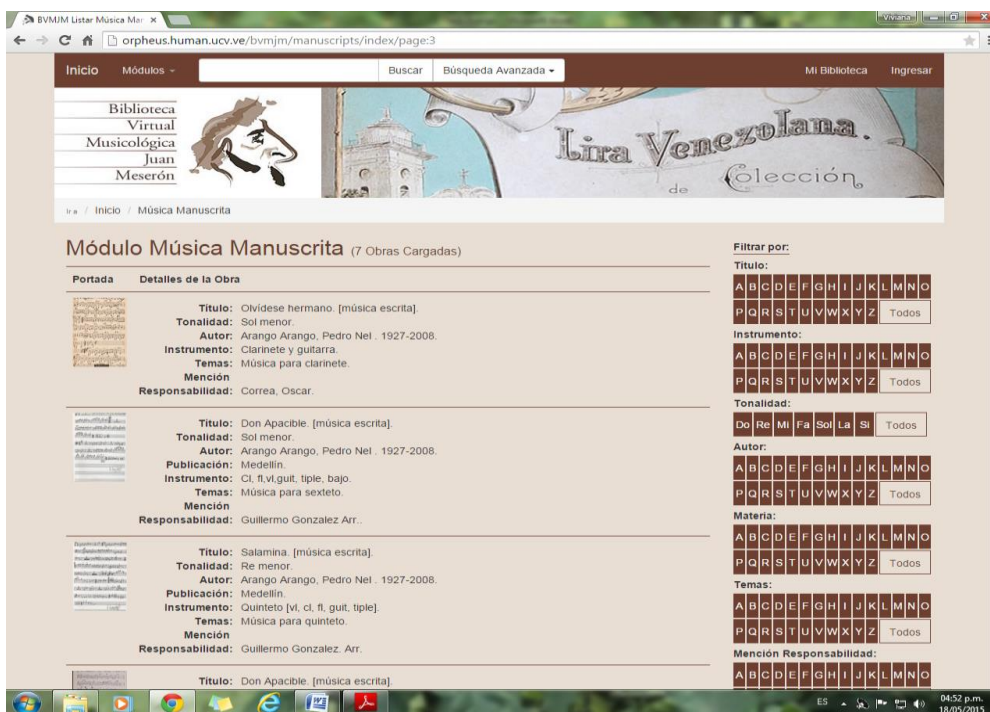 BVMJM Listar Música Mar
Viviana
orpheus.human.ucv.ve/bvmjm/manuscripts/index/page:3
Inicio Módulos Buscar Búsqueda Avanzada Mi Biblioteca Ingresar
Biblioteca
Virtual
Musicológica
Juan
Meserón
Lira Venezolana.
de Colección
Ir a / Inicio / Música Manuscrita
Módulo Música Manuscrita (7 Obras Cargadas)
Portada Detalles de la Obra
Título: Olvídese hermano. [música escrita].
Tonalidad: Sol menor.
Autor: Arango Arango, Pedro Nel . 1927-2008.
Instrumento: Clarinete y guitarra.
Temas: Música para clarinete.
Mención
Responsabilidad: Correa, Oscar.
Título: Don Apacible. [música escrita].
Tonalidad: Sol menor.
Autor: Arango Arango, Pedro Nel . 1927-2008.
Publicación: Medellín.
Instrumento: Cl, fl,vl,guit, tiple, bajo.
Temas: Música para sexteto.
Mención
Responsabilidad: Guillermo Gonzalez Arr..
Título: Salamina. [música escrita].
Tonalidad: Re menor.
Autor: Arango Arango, Pedro Nel . 1927-2008.
Publicación: Medellín.
Instrumento: Quinteto [vl, cl, fl, guit, tiple].
Temas: Música para quinteto.
Mención
Responsabilidad: Guillermo Gonzalez. Arr.
Título: Don Apacible. [música escrita].
Filtrar por:
Título:
A B C D E F G H I J K L M N O
P Q R S T U V W X Y Z Todos
Instrumento:
A B C D E F G H I J K L M N O
P Q R S T U V W X Y Z Todos
Tonalidad:
Do Re Mi Fa Sol La Si Todos
Autor:
A B C D E F G H I J K L M N O
P Q R S T U V W X Y Z Todos
Materia:
A B C D E F G H I J K L M N O
P Q R S T U V W X Y Z Todos
Temas:
A B C D E F G H I J K L M N O
P Q R S T U V W X Y Z Todos
Mención Responsabilidad:
A B C D E F G H I J K L M N O
ES
04:52 p.m.
18/05/2015